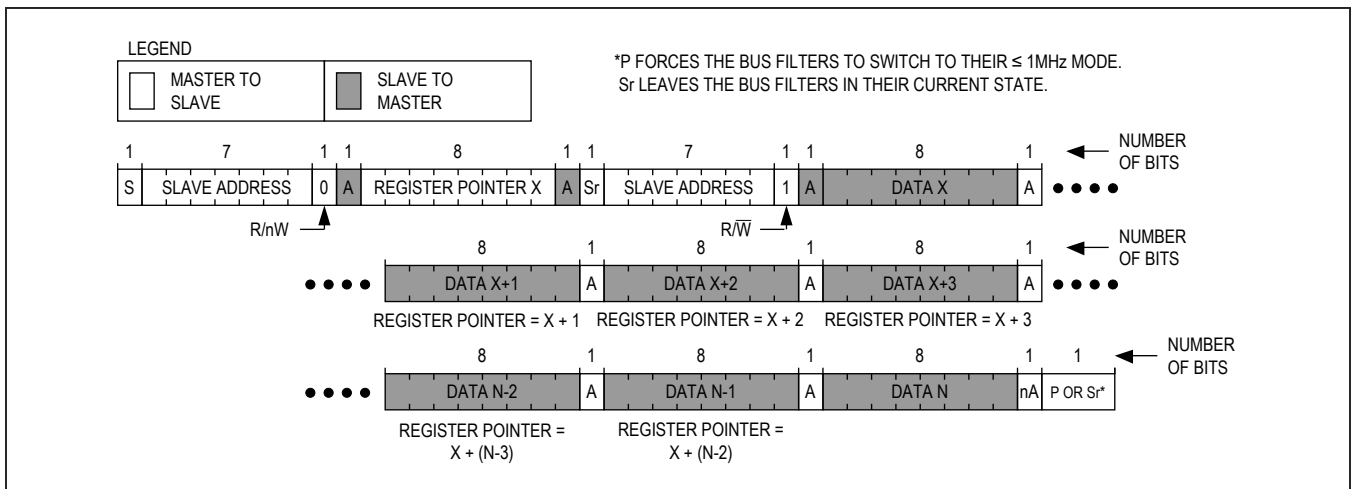 LEGEND
MASTER TO
SLAVE
SLAVE TO
MASTER
*P FORCES THE BUS FILTERS TO SWITCH TO THEIR ≤ 1MHz MODE.
Sr LEAVES THE BUS FILTERS IN THEIR CURRENT STATE.
1 7 1 1 8 1 1 7 1 1 8 1 NUMBER
OF BITS
S SLAVE ADDRESS 0 A REGISTER POINTER X A Sr SLAVE ADDRESS 1 A DATA X A
R/nW R/W̅
8 1 8 1 8 1 NUMBER
OF BITS
DATA X+1 A DATA X+2 A DATA X+3 A
REGISTER POINTER = X + 1 REGISTER POINTER = X + 2 REGISTER POINTER = X + 3
8 1 8 1 8 1 1 NUMBER
OF BITS
DATA N-2 A DATA N-1 A DATA N nA P OR Sr*
REGISTER POINTER =
X + (N-3)
REGISTER POINTER =
X + (N-2)